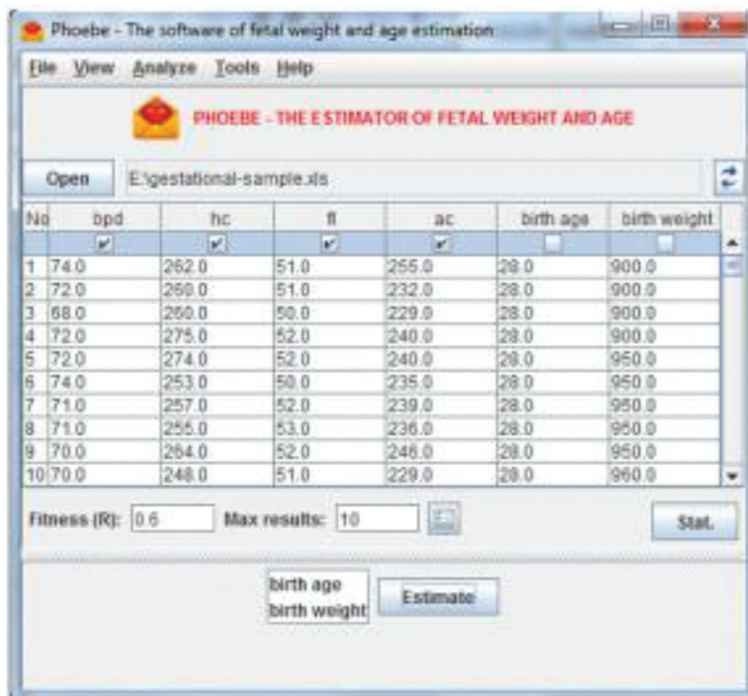 Phoebe - The software of fetal weight and age estimation
File View Analyze Tools Help
PHOEBE - THE ESTIMATOR OF FETAL WEIGHT AND AGE
Open E:\gestational-sample.xls
No bpd hc fl ac birth age birth weight
1 74.0 262.0 51.0 255.0 28.0 900.0
2 72.0 260.0 51.0 232.0 28.0 900.0
3 68.0 260.0 50.0 229.0 28.0 900.0
4 72.0 275.0 52.0 240.0 28.0 900.0
5 72.0 274.0 52.0 240.0 28.0 950.0
6 74.0 253.0 50.0 235.0 28.0 950.0
7 71.0 257.0 52.0 239.0 28.0 950.0
8 71.0 255.0 53.0 236.0 28.0 950.0
9 70.0 264.0 52.0 246.0 28.0 950.0
10 70.0 248.0 51.0 229.0 28.0 960.0
Fitness (R): 0.6 Max results: 10 Stat.
birth age
birth weight Estimate